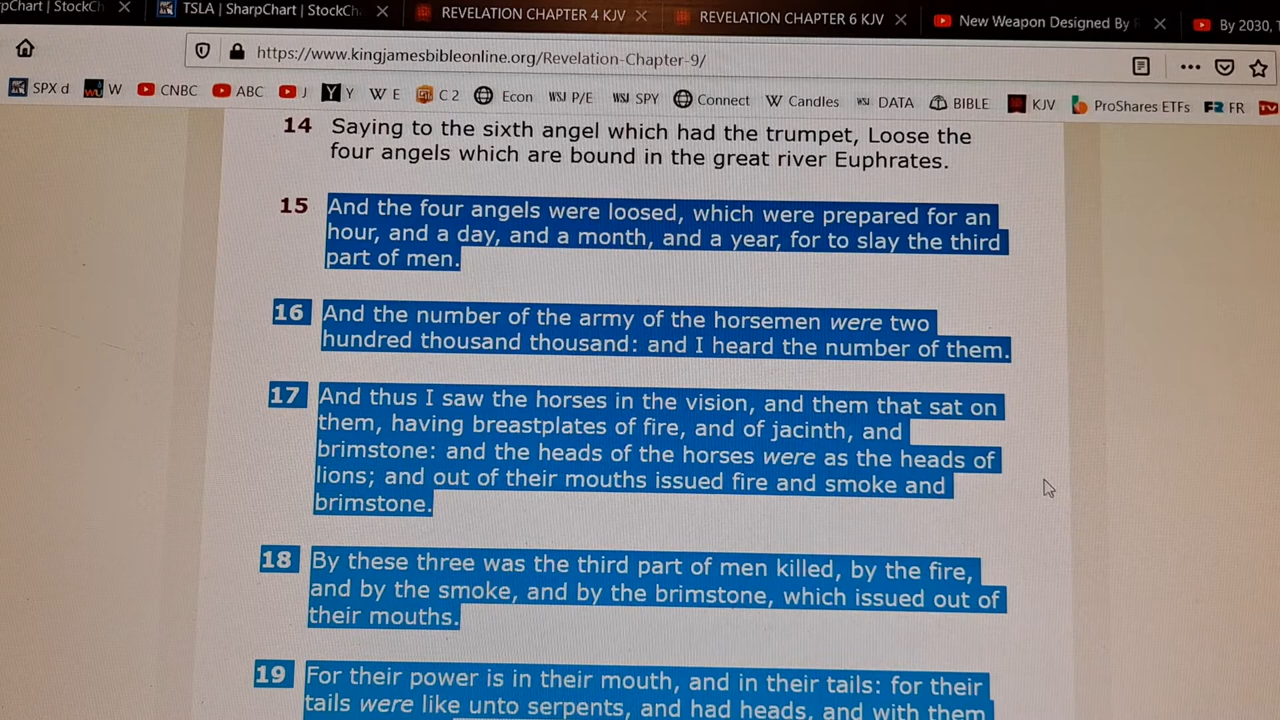 pChart | StockCh
TSLA | SharpChart | StockCh
REVELATION CHAPTER 4 KJV
REVELATION CHAPTER 6 KJV
New Weapon Designed By
By 2030,
https://www.kingjamesbibleonline.org/Revelation-Chapter-9/
SPX d
W
CNBC
ABC
J
Y Y
W E
C 2
Econ
WSJ P/E
WSJ SPY
Connect
W Candles
WSJ DATA
BIBLE
KJV
ProShares ETFs
FR
TV
14 Saying to the sixth angel which had the trumpet, Loose the
four angels which are bound in the great river Euphrates.
15 And the four angels were loosed, which were prepared for an
hour, and a day, and a month, and a year, for to slay the third
part of men.
16 And the number of the army of the horsemen were two
hundred thousand thousand: and I heard the number of them.
17 And thus I saw the horses in the vision, and them that sat on
them, having breastplates of fire, and of jacinth, and
brimstone: and the heads of the horses were as the heads of
lions; and out of their mouths issued fire and smoke and
brimstone.
18 By these three was the third part of men killed, by the fire,
and by the smoke, and by the brimstone, which issued out of
their mouths.
19 For their power is in their mouth, and in their tails: for their
tails were like unto serpents, and had heads, and with them